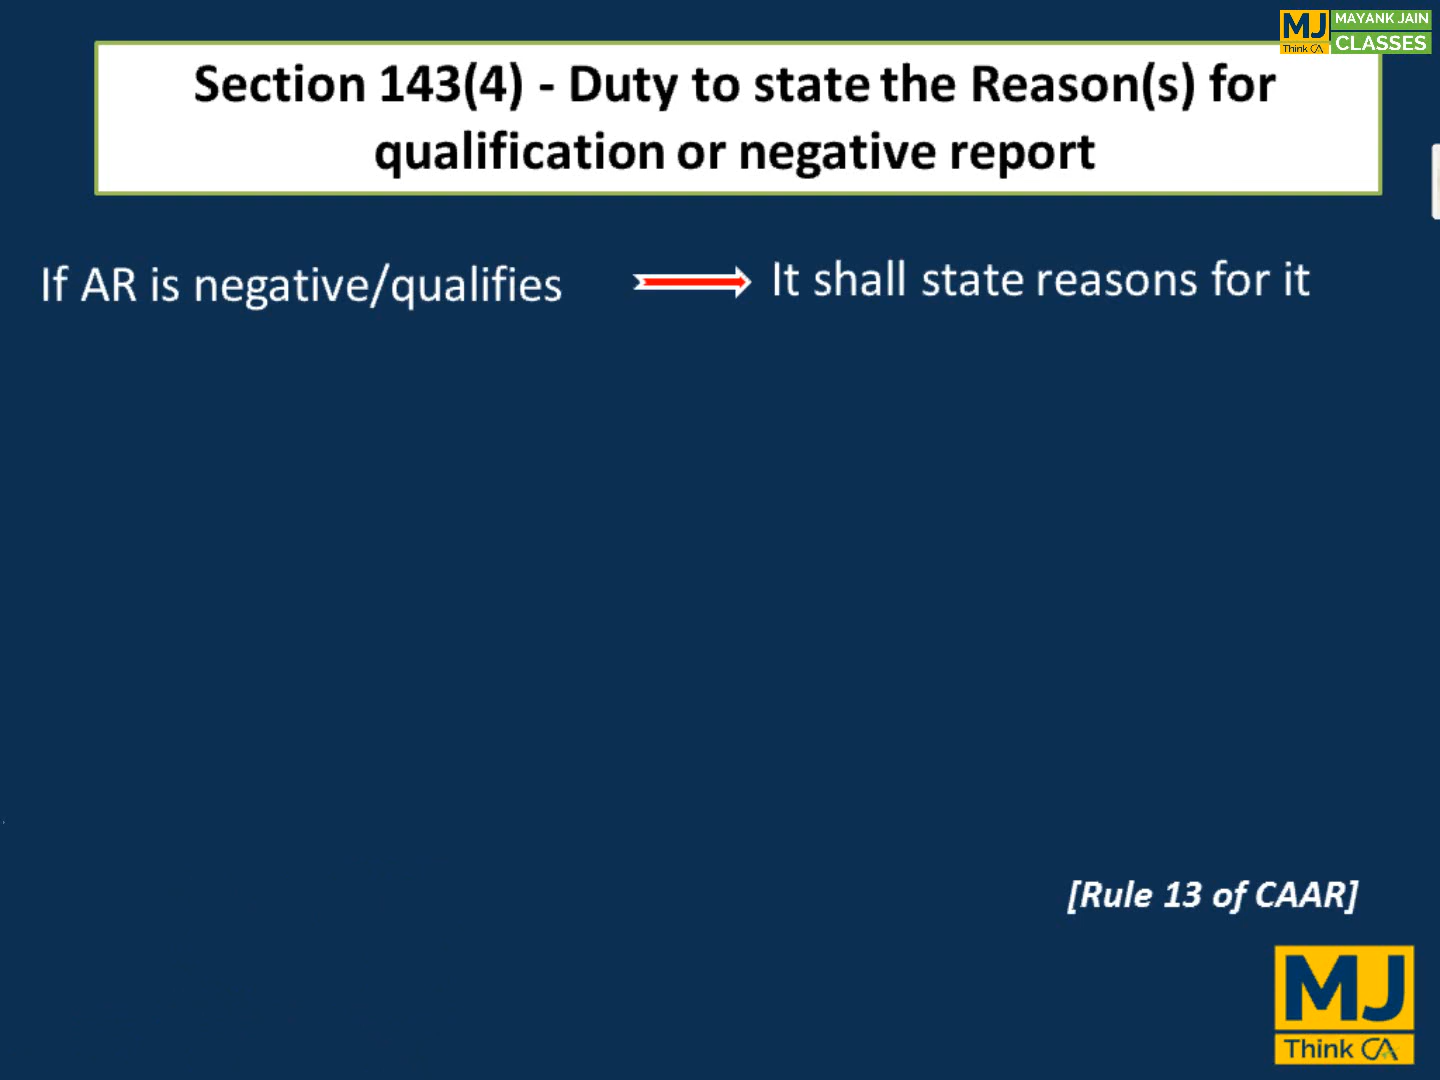 MJ
Think CA
MAYANK JAIN
CLASSES
Section 143(4) - Duty to state the Reason(s) for
qualification or negative report
If AR is negative/qualifies
It shall state reasons for it
[Rule 13 of CAAR]
MJ
Think CA